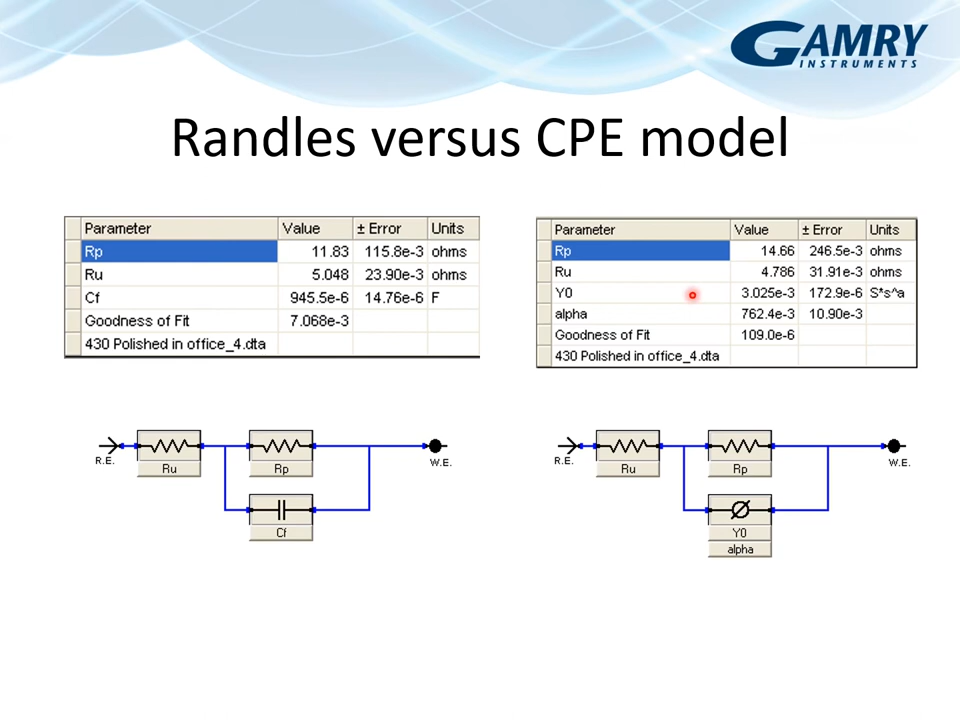 GAMRY
INSTRUMENTS
Randles versus CPE model
Parameter Value ± Error Units
Rp 11.83 115.8e-3 ohms
Ru 5.048 23.90e-3 ohms
Cf 945.5e-6 14.76e-6 F
Goodness of Fit 7.068e-3
430 Polished in office_4.dta
Parameter Value ± Error Units
Rp 14.66 246.5e-3 ohms
Ru 4.786 31.91e-3 ohms
Y0 3.025e-3 172.9e-6 S*s^a
alpha 762.4e-3 10.90e-3
Goodness of Fit 109.0e-6
430 Polished in office_4.dta
R.E. Ru Rp W.E.
Cf
R.E. Ru Rp W.E.
Y0
alpha